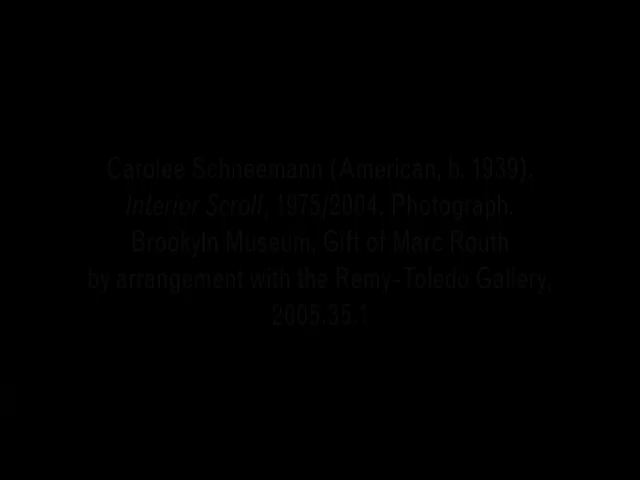 Carolee Schneemann (American, b. 1939).
Interior Scroll, 1975/2004. Photograph.
Brookyln Museum, Gift of Marc Routh
by arrangement with the Remy-Toledo Gallery,
2005.35.1